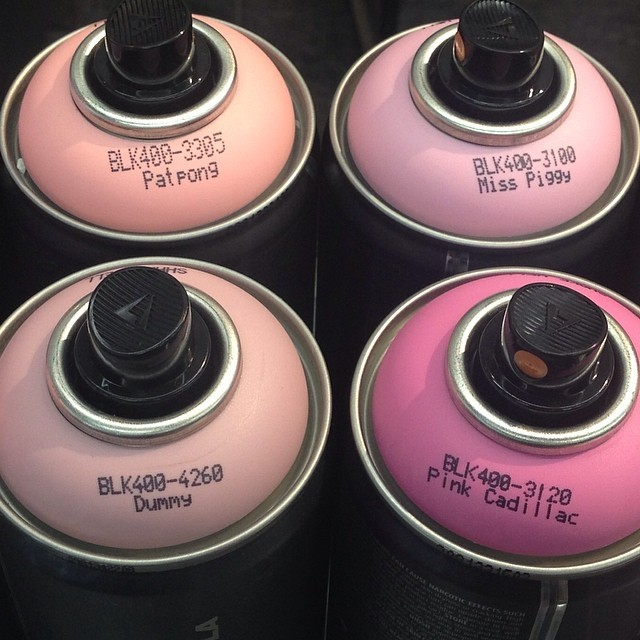 BLK400-3305
Patpong
BLK400-3100
Miss Piggy
BLK400-4260
Dummy
BLK400-3120
Pink Cadillac